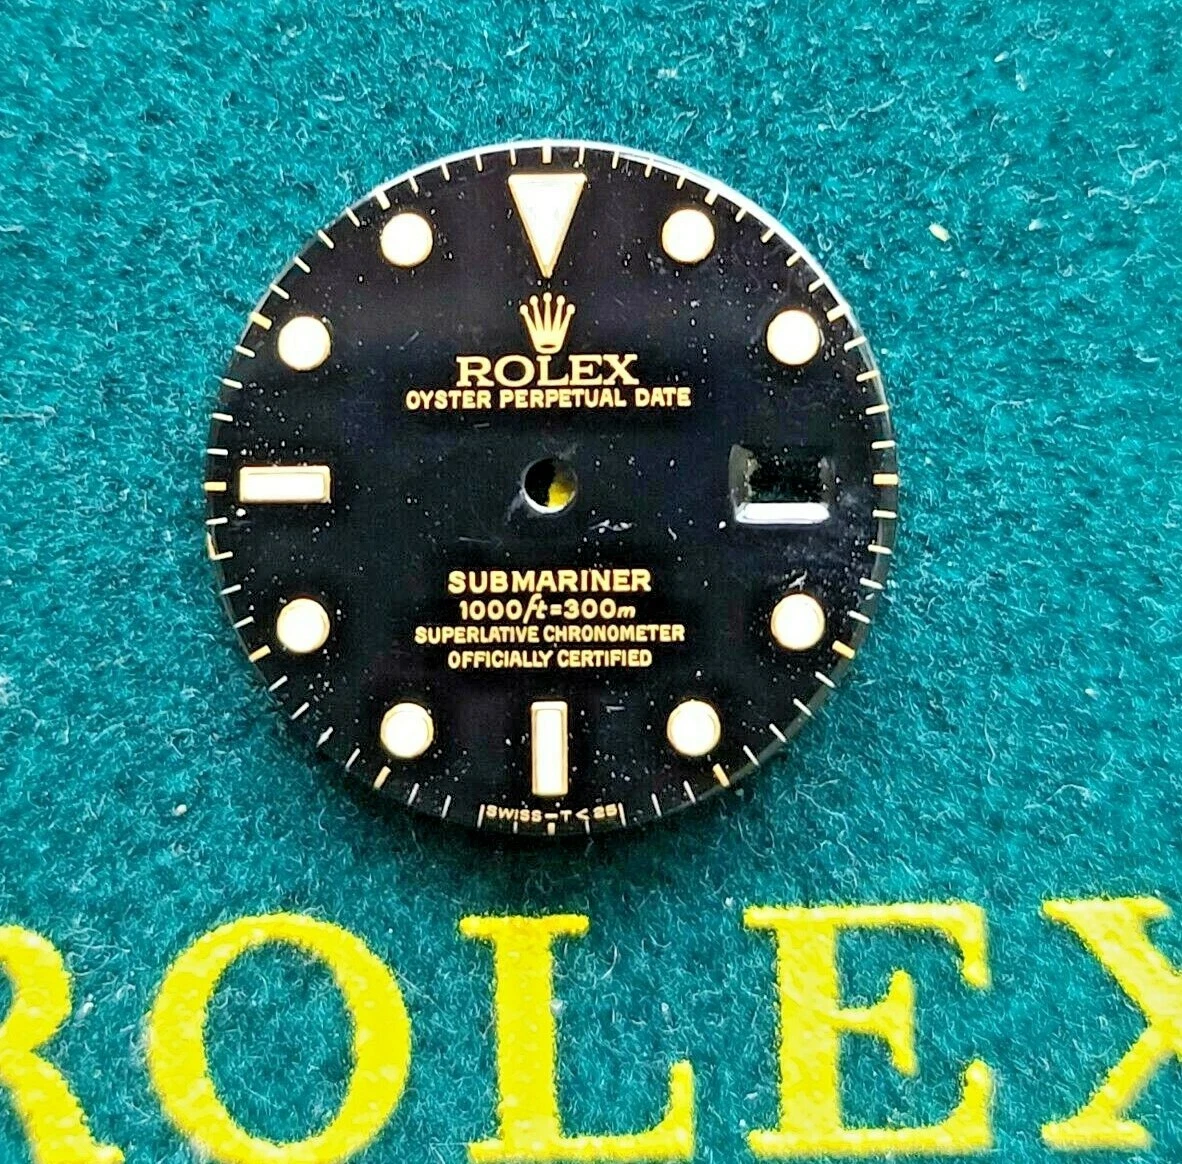 ROLEX
OYSTER PERPETUAL DATE
SUBMARINER
1000ft=300m
SUPERLATIVE CHRONOMETER
OFFICIALLY CERTIFIED
SWISS-T<25
ROLEX